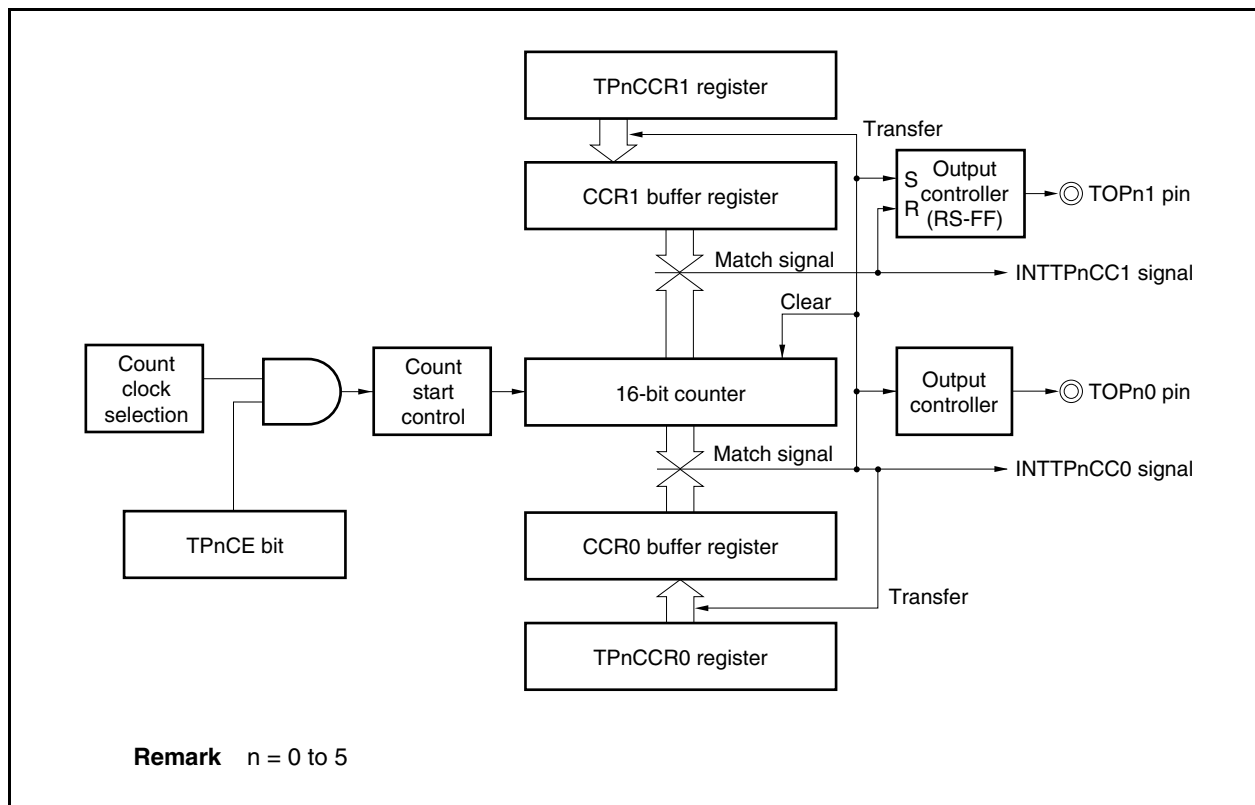 TPnCCR1 register
Transfer
CCR1 buffer register
S
R
Output
controller
(RS-FF)
TOPn1 pin
Match signal
INTTPnCC1 signal
Clear
Count
clock
selection
Count
start
control
16-bit counter
Output
controller
TOPn0 pin
Match signal
INTTPnCC0 signal
TPnCE bit
CCR0 buffer register
Transfer
TPnCCR0 register
Remark n = 0 to 5